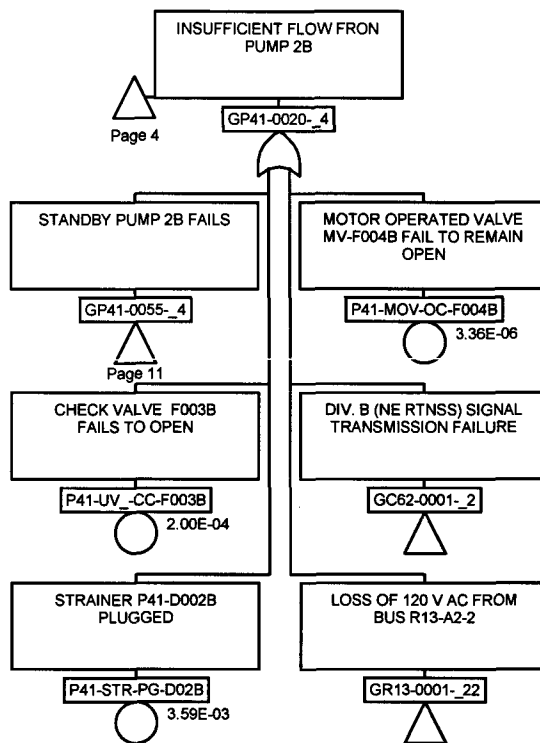 INSUFFICIENT FLOW FRON
PUMP 2B
Page 4
GP41-0020-_4
STANDBY PUMP 2B FAILS
GP41-0055-_4
Page 11
MOTOR OPERATED VALVE
MV-F004B FAIL TO REMAIN
OPEN
P41-MOV-OC-F004B
3.36E-06
CHECK VALVE F003B
FAILS TO OPEN
P41-UV_-CC-F003B
2.00E-04
DIV. B (NE RTNSS) SIGNAL
TRANSMISSION FAILURE
GC62-0001-_2
STRAINER P41-D002B
PLUGGED
P41-STR-PG-D02B
3.59E-03
LOSS OF 120 V AC FROM
BUS R13-A2-2
GR13-0001-_22